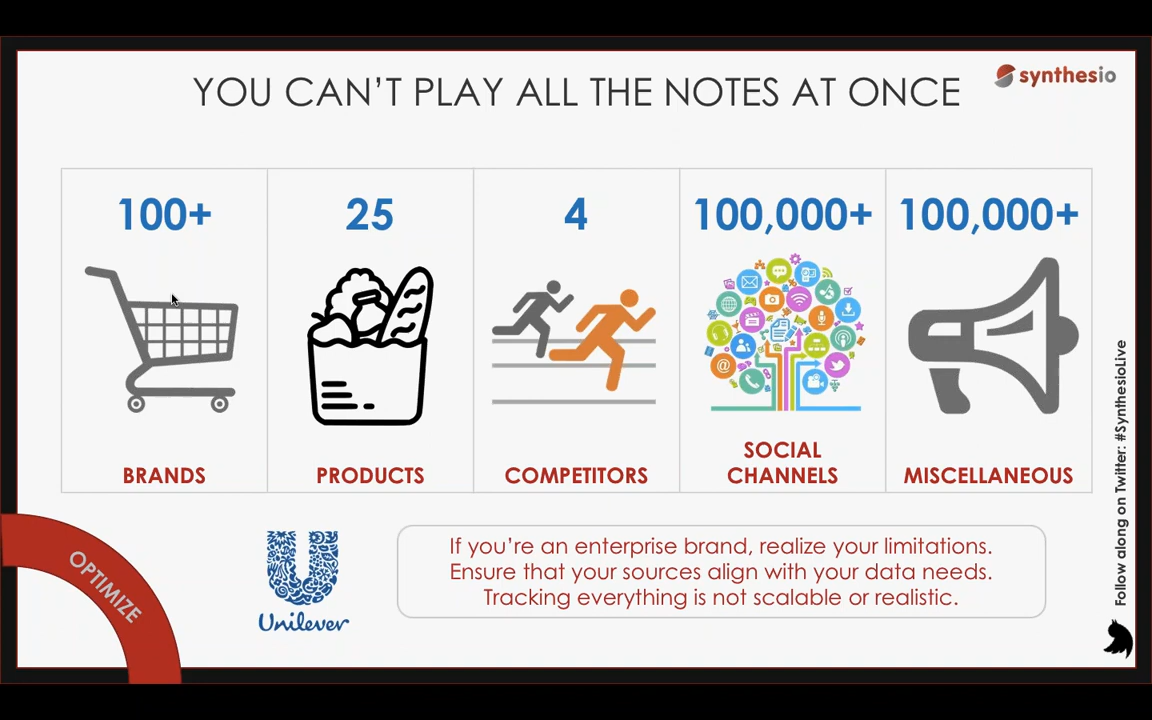 YOU CAN'T PLAY ALL THE NOTES AT ONCE
synthesio
100+
25
4
100,000+
100,000+
BRANDS
PRODUCTS
COMPETITORS
SOCIAL
CHANNELS
MISCELLANEOUS
OPTIMIZE
Unilever
If you're an enterprise brand, realize your limitations.
Ensure that your sources align with your data needs.
Tracking everything is not scalable or realistic.
Follow along on Twitter: #SynthesioLive